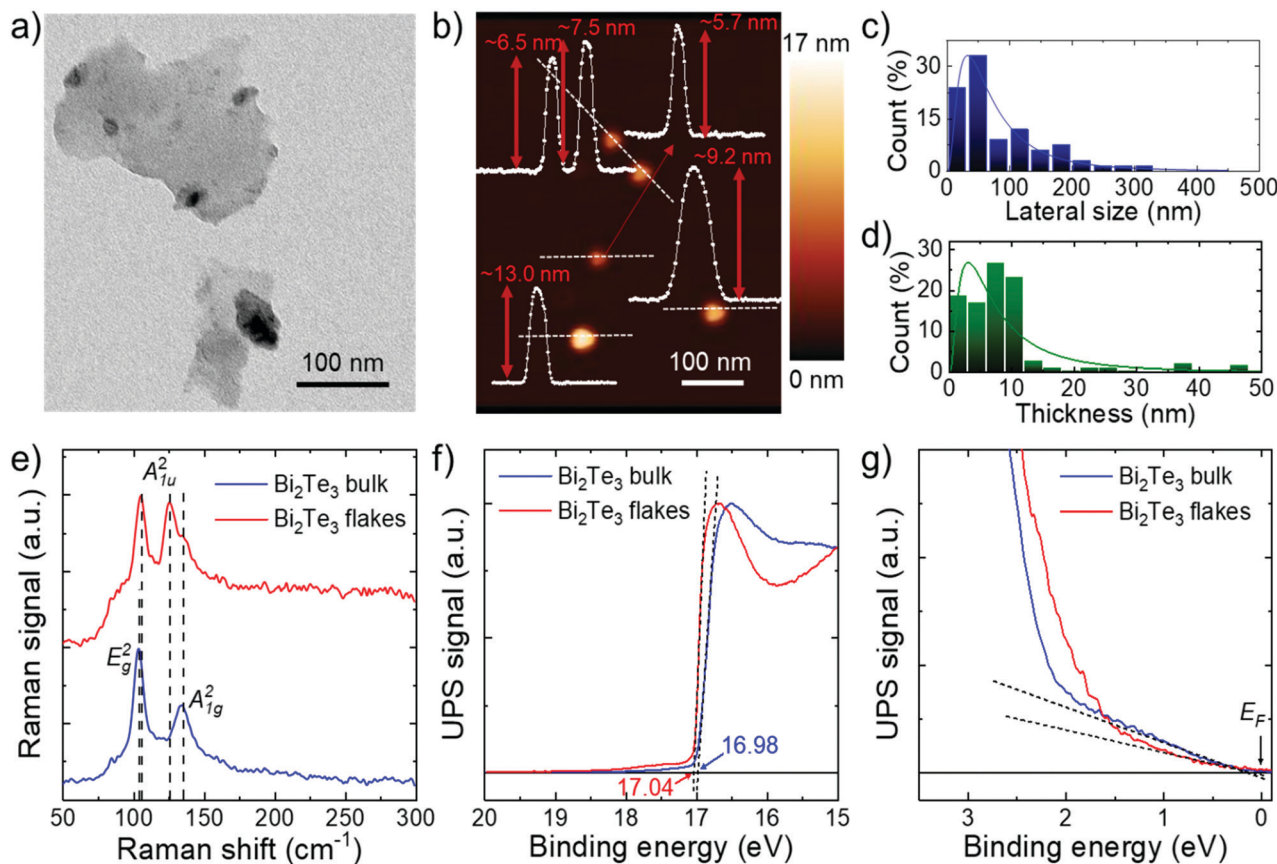 a)
100 nm
b)
~6.5 nm
~7.5 nm
~5.7 nm
~9.2 nm
~13.0 nm
100 nm
17 nm
0 nm
c)
Count (%)
30
15
0
0 100 200 300 400 500
Lateral size (nm)
d)
Count (%)
30
20
10
0
0 10 20 30 40 50
Thickness (nm)
e)
Raman signal (a.u.)
A²₁ᵤ
Bi₂Te₃ bulk
Bi₂Te₃ flakes
E²g
A²₁g
50 100 150 200 250 300
Raman shift (cm⁻¹)
f)
UPS signal (a.u.)
Bi₂Te₃ bulk
Bi₂Te₃ flakes
16.98
17.04
20 19 18 17 16 15
Binding energy (eV)
g)
UPS signal (a.u.)
Bi₂Te₃ bulk
Bi₂Te₃ flakes
E_F
3 2 1 0
Binding energy (eV)